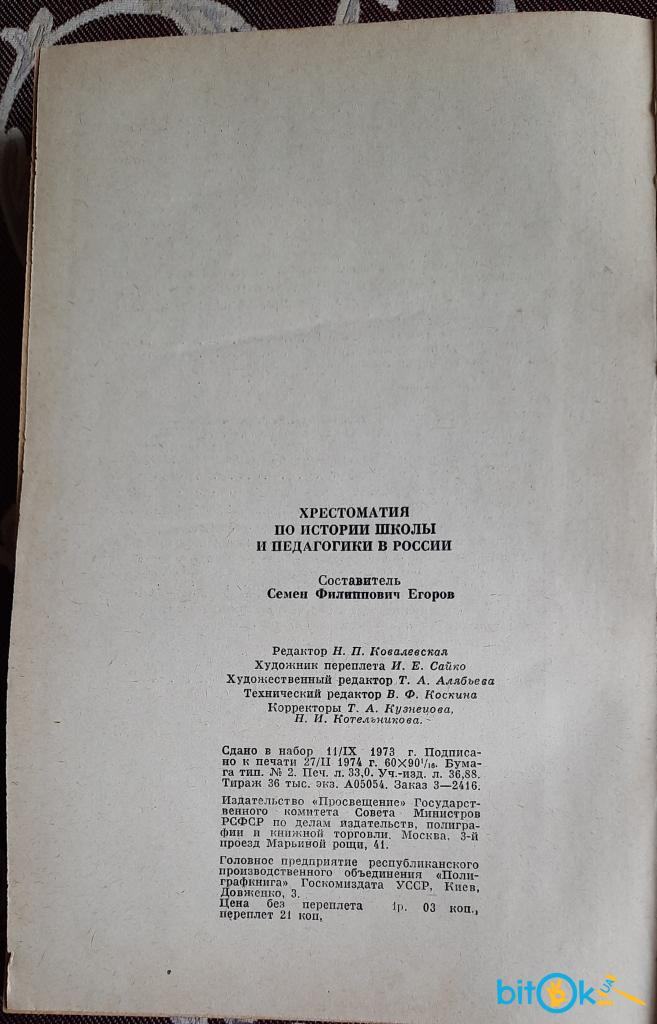 ХРЕСТОМАТИЯ
ПО ИСТОРИИ ШКОЛЫ
И ПЕДАГОГИКИ В РОССИИ
Составитель
Семен Филиппович Егоров
Редактор Н. П. Ковалевская
Художник переплета И. Е. Сайко
Художественный редактор Т. А. Алябьева
Технический редактор В. Ф. Коскина
Корректоры Т. А. Кузнецова,
Н. И. Котельникова.
Сдано в набор 11/IX 1973 г. Подписа-
но к печати 27/II 1974 г. 60×90¹/₁₆. Бума-
га тип. № 2. Печ. л. 33,0. Уч.-изд. л. 36,88.
Тираж 36 тыс. экз. А05054. Заказ 3—2416.
Издательство «Просвещение» Государст-
венного комитета Совета Министров
РСФСР по делам издательств, полигра-
фии и книжной торговли. Москва, 3-й
проезд Марьиной рощи, 41.
Головное предприятие республиканского
производственного объединения «Поли-
графкнига» Госкомиздата УССР, Киев,
Довженко, 3.
Цена без переплета 1р. 03 коп.,
переплет 21 коп,
bitOk.UA